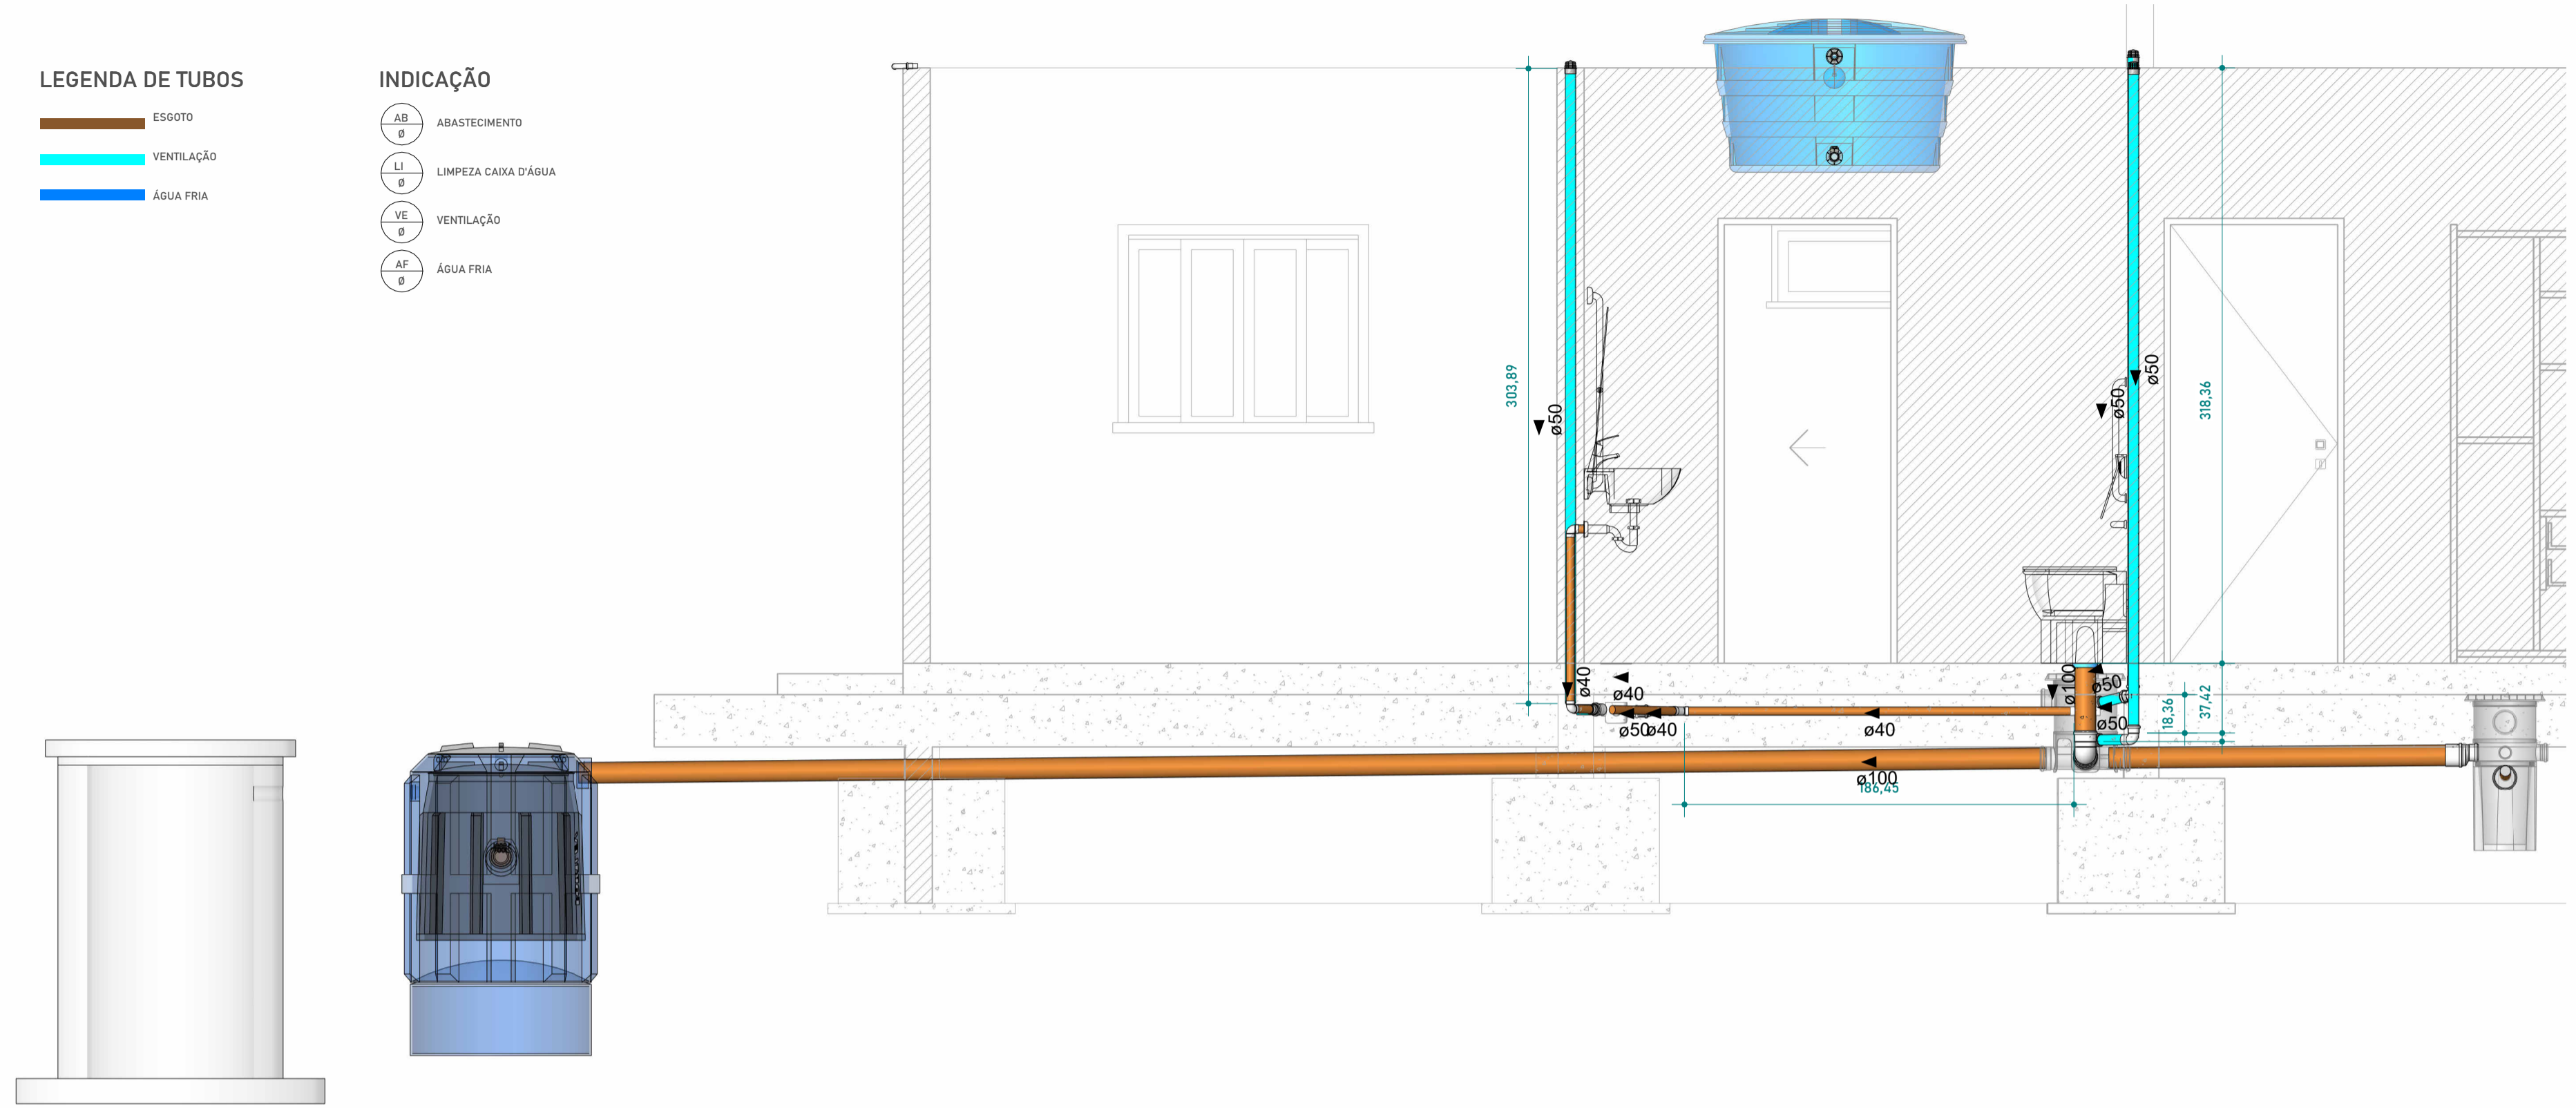 LEGENDA DE TUBOS
ESGOTO
VENTILAÇÃO
ÁGUA FRIA
INDICAÇÃO
AB
Ø
ABASTECIMENTO
LI
Ø
LIMPEZA CAIXA D'ÁGUA
VE
Ø
VENTILAÇÃO
AF
Ø
ÁGUA FRIA
303,89
ø50
ø50
ø50
318,36
ø40
ø40
ø50
ø40
ø40
ø100
ø50
ø50
18,36
37,42
ø100
186,45